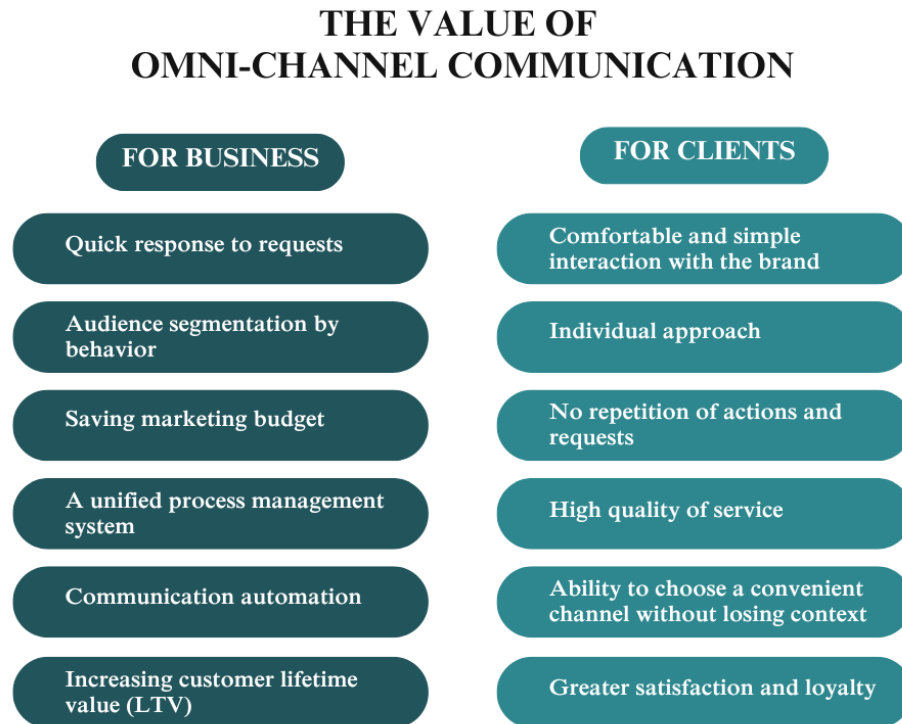 THE VALUE OF
OMNI-CHANNEL COMMUNICATION
FOR BUSINESS
Quick response to requests
Audience segmentation by
behavior
Saving marketing budget
A unified process management
system
Communication automation
Increasing customer lifetime
value (LTV)
FOR CLIENTS
Comfortable and simple
interaction with the brand
Individual approach
No repetition of actions and
requests
High quality of service
Ability to choose a convenient
channel without losing context
Greater satisfaction and loyalty